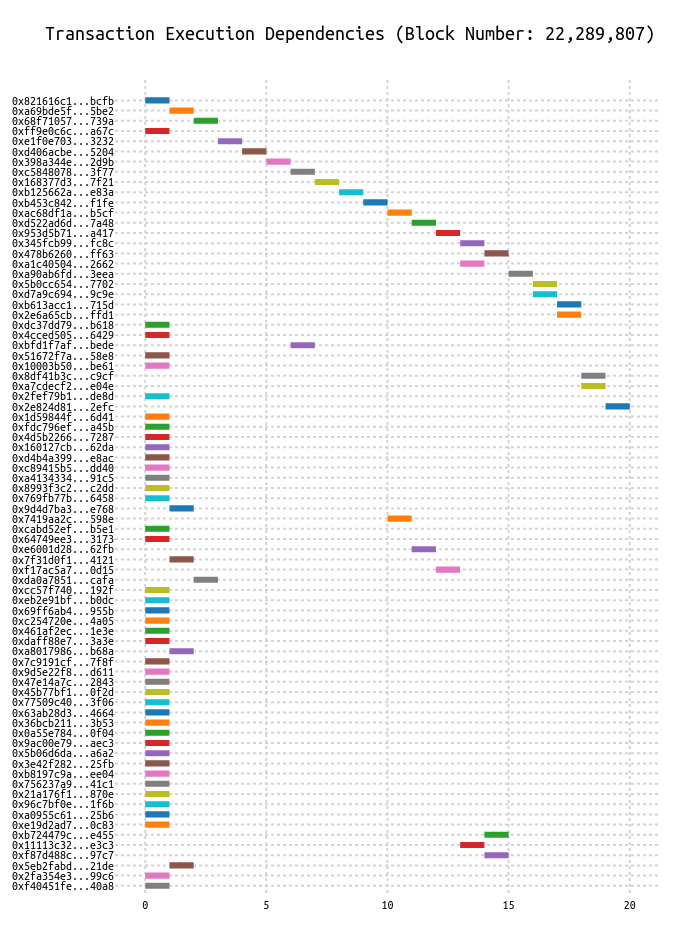 Transaction Execution Dependencies (Block Number: 22,289,807)
0x821616c1...bcfb
0xa69bde5f...5be2
0x68f71057...739a
0xff9e0c6c...a67c
0xe1f0e703...3232
0xd406acbe...5204
0x398a344e...2d9b
0xc5848078...3f77
0x168377d3...7f21
0xb125662a...e83a
0xb453c842...f1fe
0xac68df1a...b5cf
0xd522ad6d...7a48
0x953d5b71...a417
0x345fcb99...fc8c
0x478b6260...ff63
0xa1c40504...2662
0xa90ab6fd...3eea
0x5b0cc654...7702
0xd7a9c694...9c9e
0xb613acc1...715d
0x2e6a65cb...ffd1
0xdc37dd79...b618
0x4cced505...6429
0xbfd1f7af...bede
0x51672f7a...58e8
0x10003b50...be61
0x8df41b3c...c9cf
0xa7cdecf2...e04e
0x2fef79b1...de8d
0x2e824d81...2efc
0x1d59844f...6d41
0xfdc796ef...a45b
0x4d5b2266...7287
0x160127cb...62da
0xd4b4a399...e8ac
0xc89415b5...dd40
0xa4134334...91c5
0x8993f3c2...c2dd
0x769fb77b...6458
0x9d4d7ba3...e768
0x7419aa2c...598e
0xcabd52ef...b5e1
0x64749ee3...3173
0xe6001d28...62fb
0x7f31d0f1...4121
0xf17ac5a7...0d15
0xda0a7851...cafa
0xcc57f740...192f
0xeb2e91bf...b0dc
0x69ff6ab4...955b
0xc254720e...4a05
0x461af2ec...1e3e
0xdaff88e7...3a3e
0xa8017986...b68a
0x7c9191cf...7f8f
0x9d5e22f8...d611
0x47e14a7c...2843
0x45b77bf1...0f2d
0x77509c40...3f06
0x63ab28d3...4664
0x36bcb211...3b53
0x0a55e784...0f04
0x9ac00e79...aec3
0x5b06d6da...a6a2
0x3e42f282...25fb
0xb8197c9a...ee04
0x756237a9...41c1
0x21a176f1...870e
0x96c7bf0e...1f6b
0xa0955c61...25b6
0xe19d2ad7...0c83
0xb724479c...e455
0x11113c32...e3c3
0xf87d488c...97c7
0x5eb2fabd...21de
0x2fa354e3...99c6
0xf40451fe...40a8
0 5 10 15 20